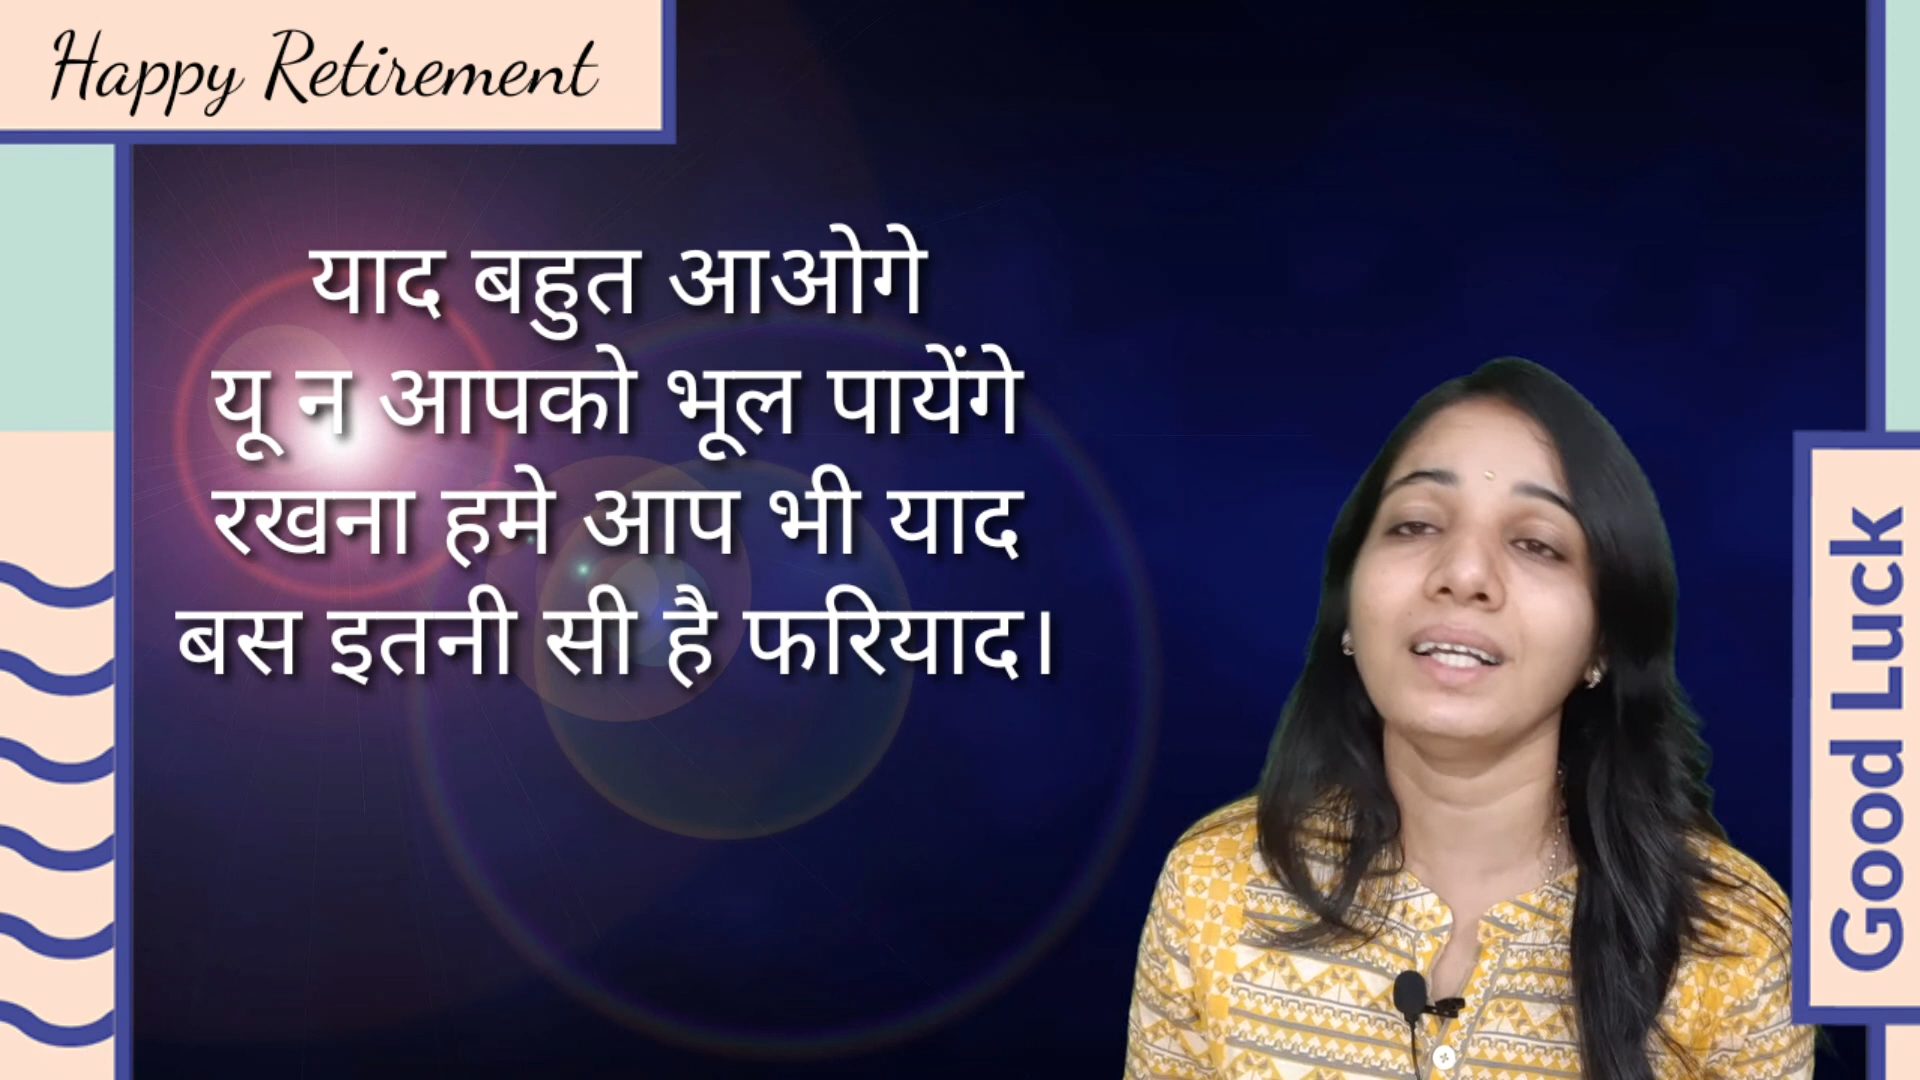 Happy Retirement
याद बहुत आओगे
यू न आपको भूल पायेंगे
रखना हमे आप भी याद
बस इतनी सी है फरियाद।
Good Luck